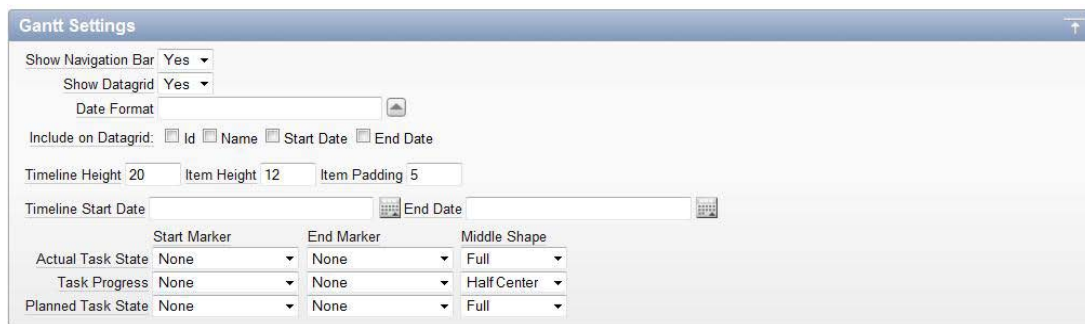 Gantt Settings
Show Navigation Bar Yes
Show Datagrid Yes
Date Format
Include on Datagrid: Id Name Start Date End Date
Timeline Height 20 Item Height 12 Item Padding 5
Timeline Start Date End Date
Start Marker End Marker Middle Shape
Actual Task State None None Full
Task Progress None None Half Center
Planned Task State None None Full